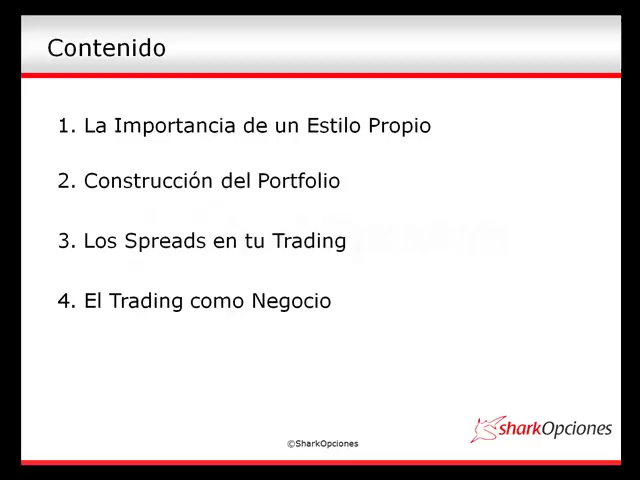 Contenido
1. La Importancia de un Estilo Propio
2. Construcción del Portfolio
3. Los Spreads en tu Trading
4. El Trading como Negocio
sharkOpciones
©SharkOpciones